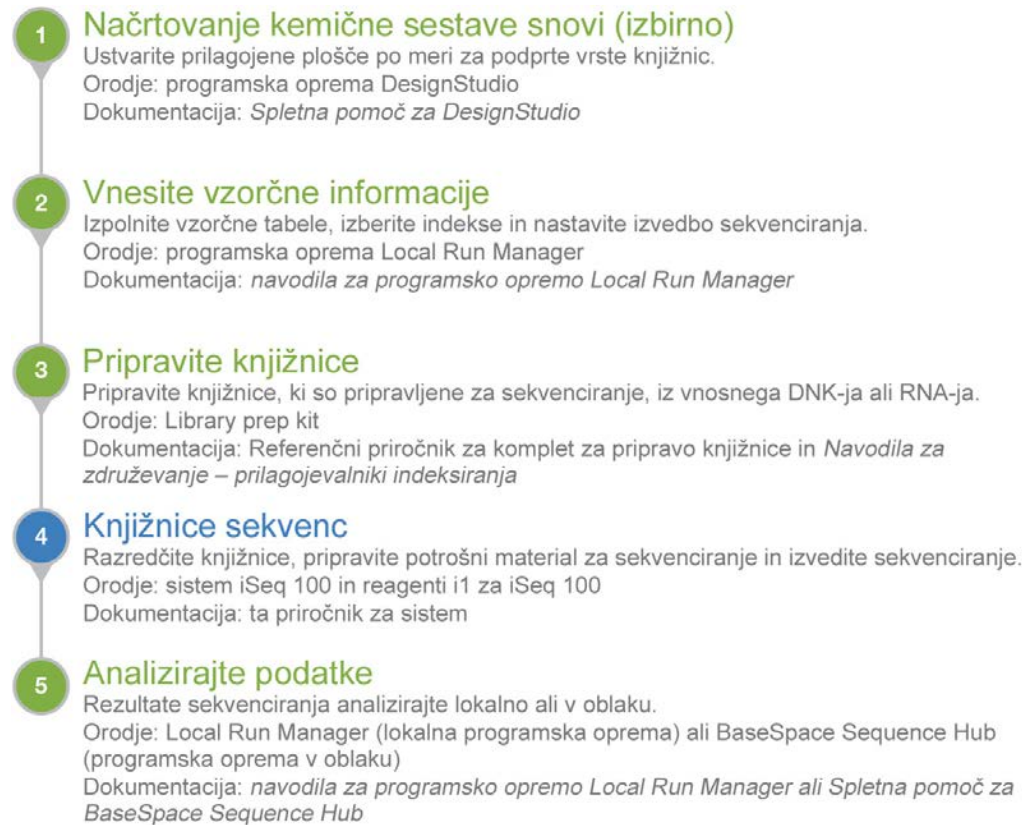 1
Načrtovanje kemične sestave snovi (izbirno)
Ustvarite prilagojene plošče po meri za podprte vrste knjižnic.
Orodje: programska oprema DesignStudio
Dokumentacija: Spletna pomoč za DesignStudio
2
Vnesite vzorčne informacije
Izpolnite vzorčne tabele, izberite indekse in nastavite izvedbo sekvenciranja.
Orodje: programska oprema Local Run Manager
Dokumentacija: navodila za programsko opremo Local Run Manager
3
Pripravite knjižnice
Pripravite knjižnice, ki so pripravljene za sekvenciranje, iz vnosnega DNK-ja ali RNA-ja.
Orodje: Library prep kit
Dokumentacija: Referenčni priročnik za komplet za pripravo knjižnice in Navodila za
združevanje – prilagojevalniki indeksiranja
4
Knjižnice sekvenc
Razredčite knjižnice, pripravite potrošni material za sekvenciranje in izvedite sekvenciranje.
Orodje: sistem iSeq 100 in reagenti i1 za iSeq 100
Dokumentacija: ta priročnik za sistem
5
Analizirajte podatke
Rezultate sekvenciranja analizirajte lokalno ali v oblaku.
Orodje: Local Run Manager (lokalna programska oprema) ali BaseSpace Sequence Hub
(programska oprema v oblaku)
Dokumentacija: navodila za programsko opremo Local Run Manager ali Spletna pomoč za
BaseSpace Sequence Hub